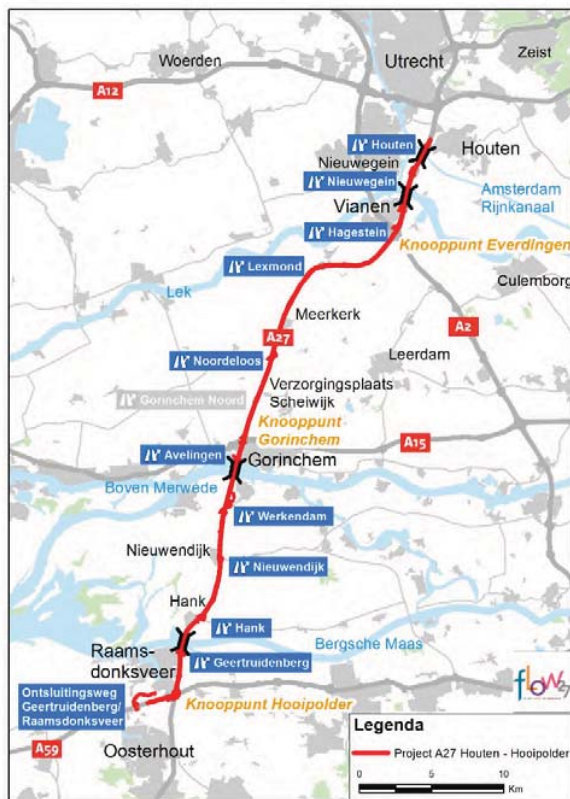 Utrecht
Zeist
Woerden
A12
Houten
Houten
Nieuwegein
Nieuwegein
Vianen
Amsterdam
Rijnkanaal
Hagestein
Knooppunt Everdingen
Lexmond
Culemborg
Lek
Meerkerk
A2
A27
Noordeloos
Leerdam
Verzorgingsplaats
Scheiwijk
Gorinchem Noord
Knooppunt
Gorinchem
A15
Avelingen
Gorinchem
Boven Merwede
Werkendam
Nieuwendijk
Nieuwendijk
Hank
Hank
Bergsche Maas
Raams-
donksveer
Geertruidenberg
Ontsluitingsweg
Geertruidenberg/
Raamsdonksveer
Knooppunt Hooipolder
flow27
A59
Oosterhout
Legenda
Project A27 Houten - Hooipolder
0 5 10
Km